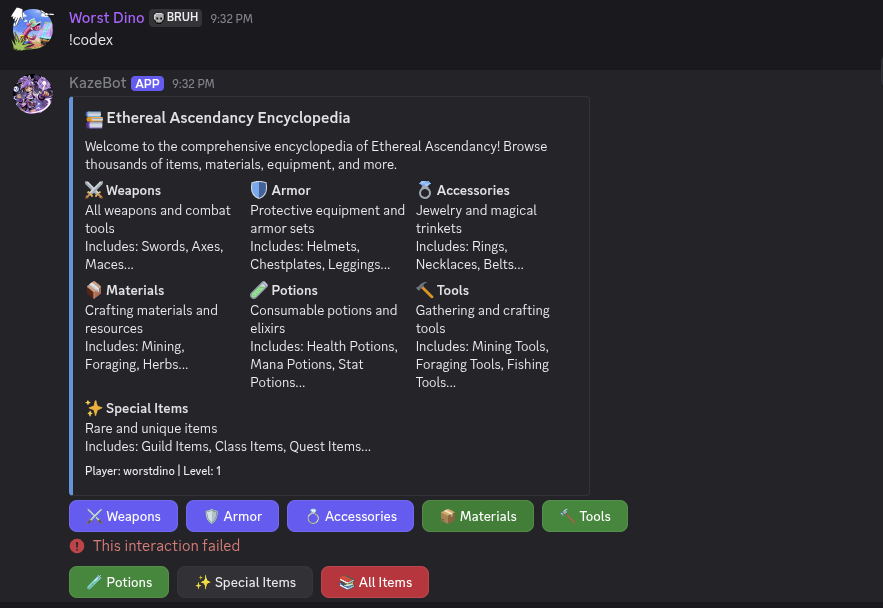 Worst Dino BRUH 9:32 PM
!codex
KazeBot APP 9:32 PM
Ethereal Ascendancy Encyclopedia
Welcome to the comprehensive encyclopedia of Ethereal Ascendancy! Browse
thousands of items, materials, equipment, and more.
Weapons
All weapons and combat
tools
Includes: Swords, Axes,
Maces...
Armor
Protective equipment and
armor sets
Includes: Helmets,
Chestplates, Leggings...
Accessories
Jewelry and magical
trinkets
Includes: Rings,
Necklaces, Belts...
Materials
Crafting materials and
resources
Includes: Mining,
Foraging, Herbs...
Potions
Consumable potions and
elixirs
Includes: Health Potions,
Mana Potions, Stat
Potions...
Tools
Gathering and crafting
tools
Includes: Mining Tools,
Foraging Tools, Fishing
Tools...
Special Items
Rare and unique items
Includes: Guild Items, Class Items, Quest Items...
Player: worstdino | Level: 1
Weapons Armor Accessories Materials Tools
This interaction failed
Potions Special Items All Items